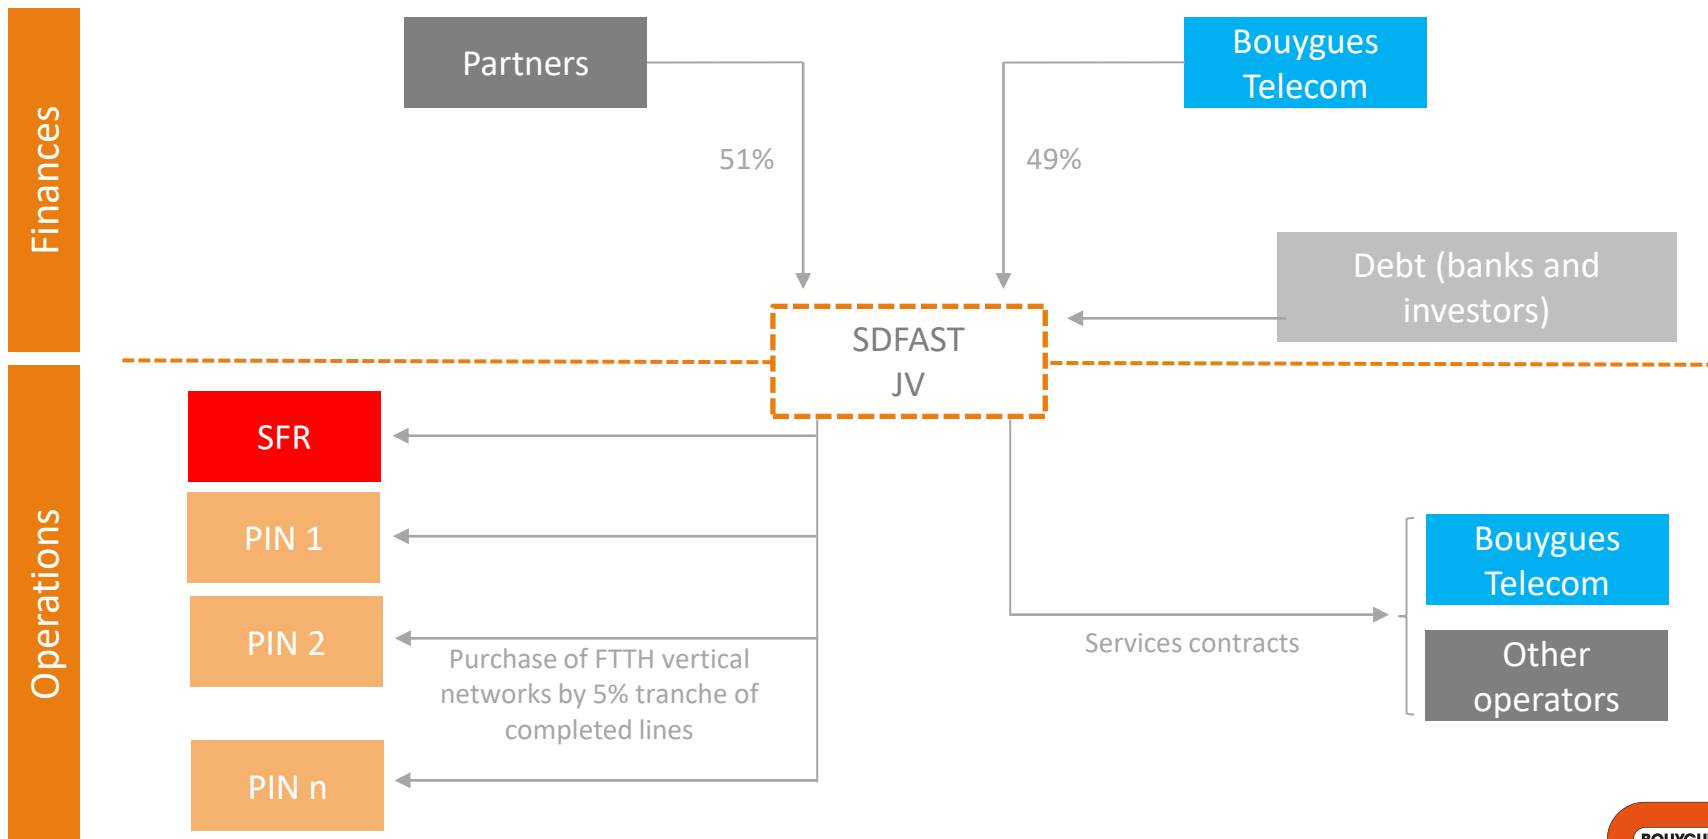 Finances
Partners
Bouygues
Telecom
51%
49%
Debt (banks and
investors)
SDFAST
JV
Operations
SFR
PIN 1
PIN 2
PIN n
Purchase of FTTH vertical
networks by 5% tranche of
completed lines
Services contracts
Bouygues
Telecom
Other
operators